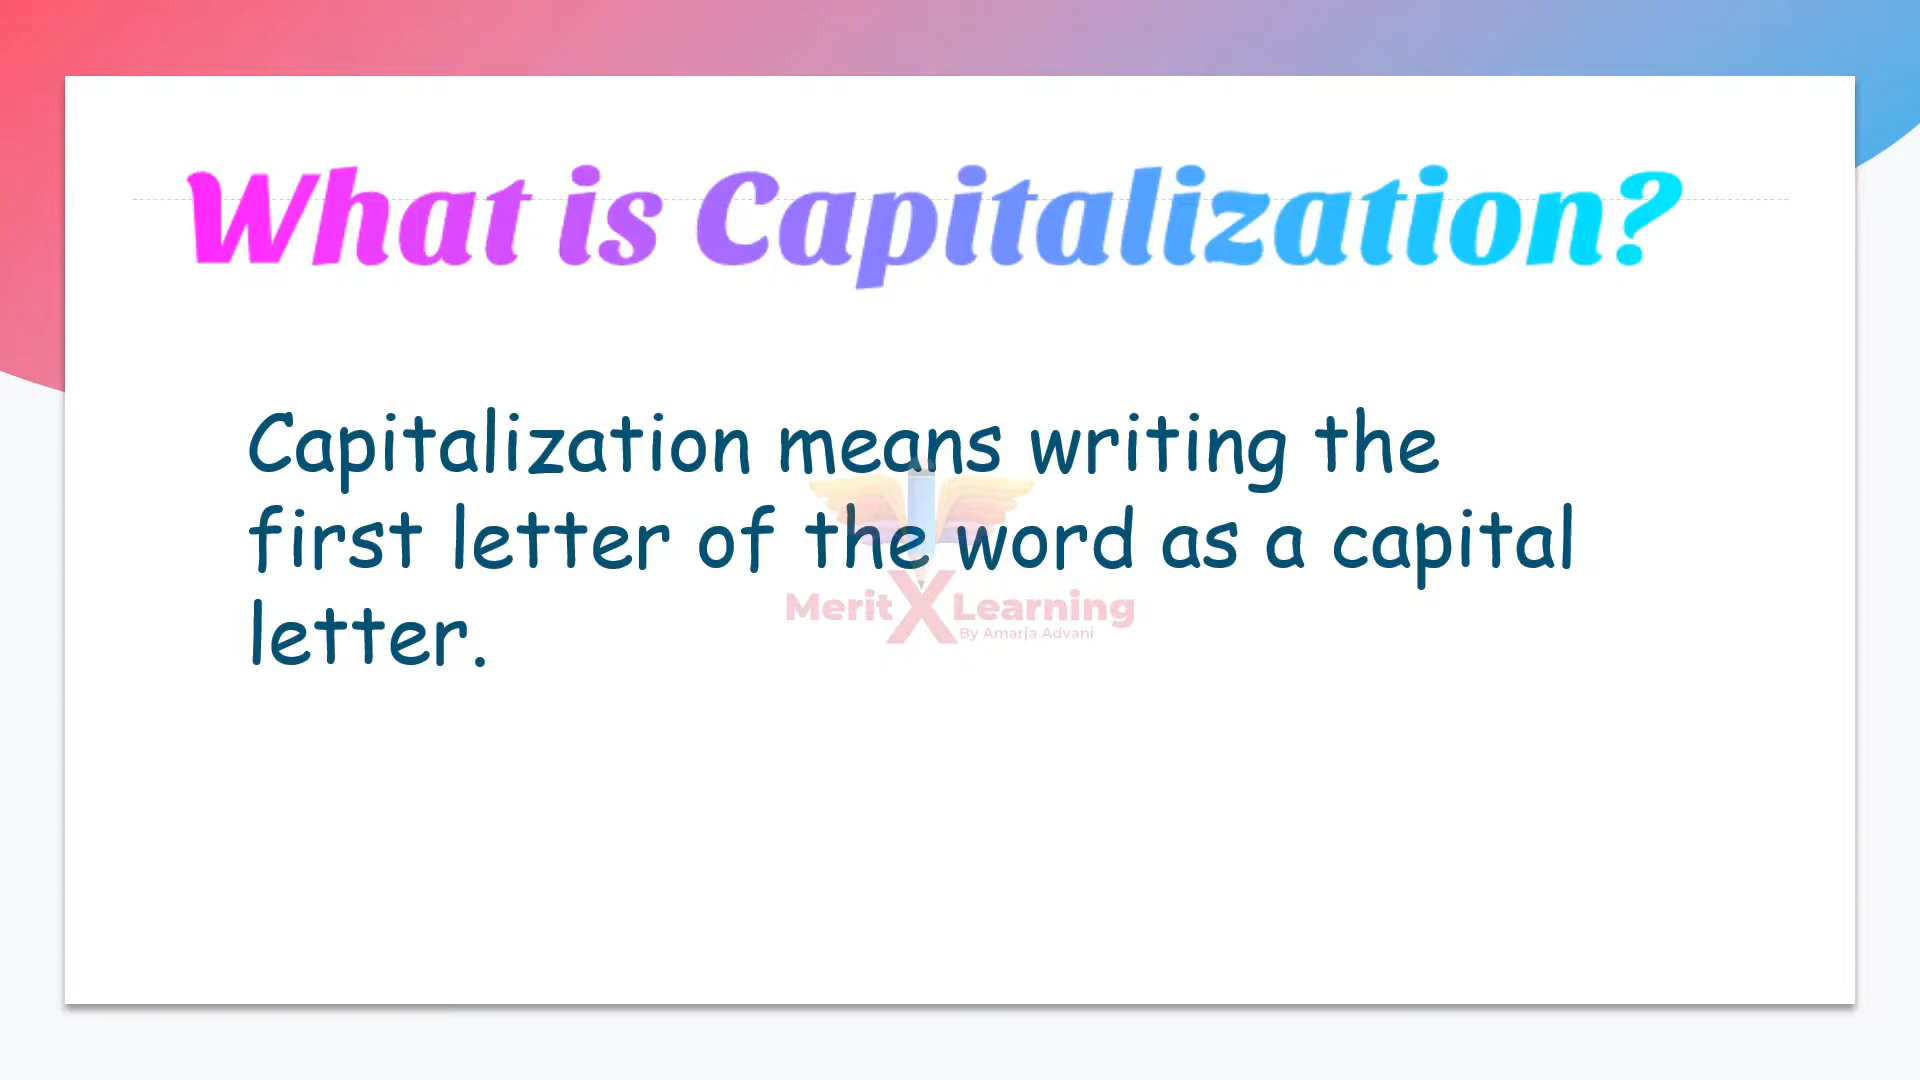 What is Capitalization?
Capitalization means writing the
first letter of the word as a capital
letter.
Merit X Learning
By Amarja Advani